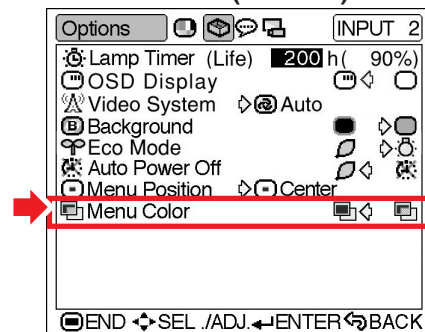 Options INPUT 2
Lamp Timer (Life) 200 h( 90%)
OSD Display
Video System Auto
B Background
Eco Mode
Auto Power Off
Menu Position Center
Menu Color
END SEL ./ADJ. ENTER BACK